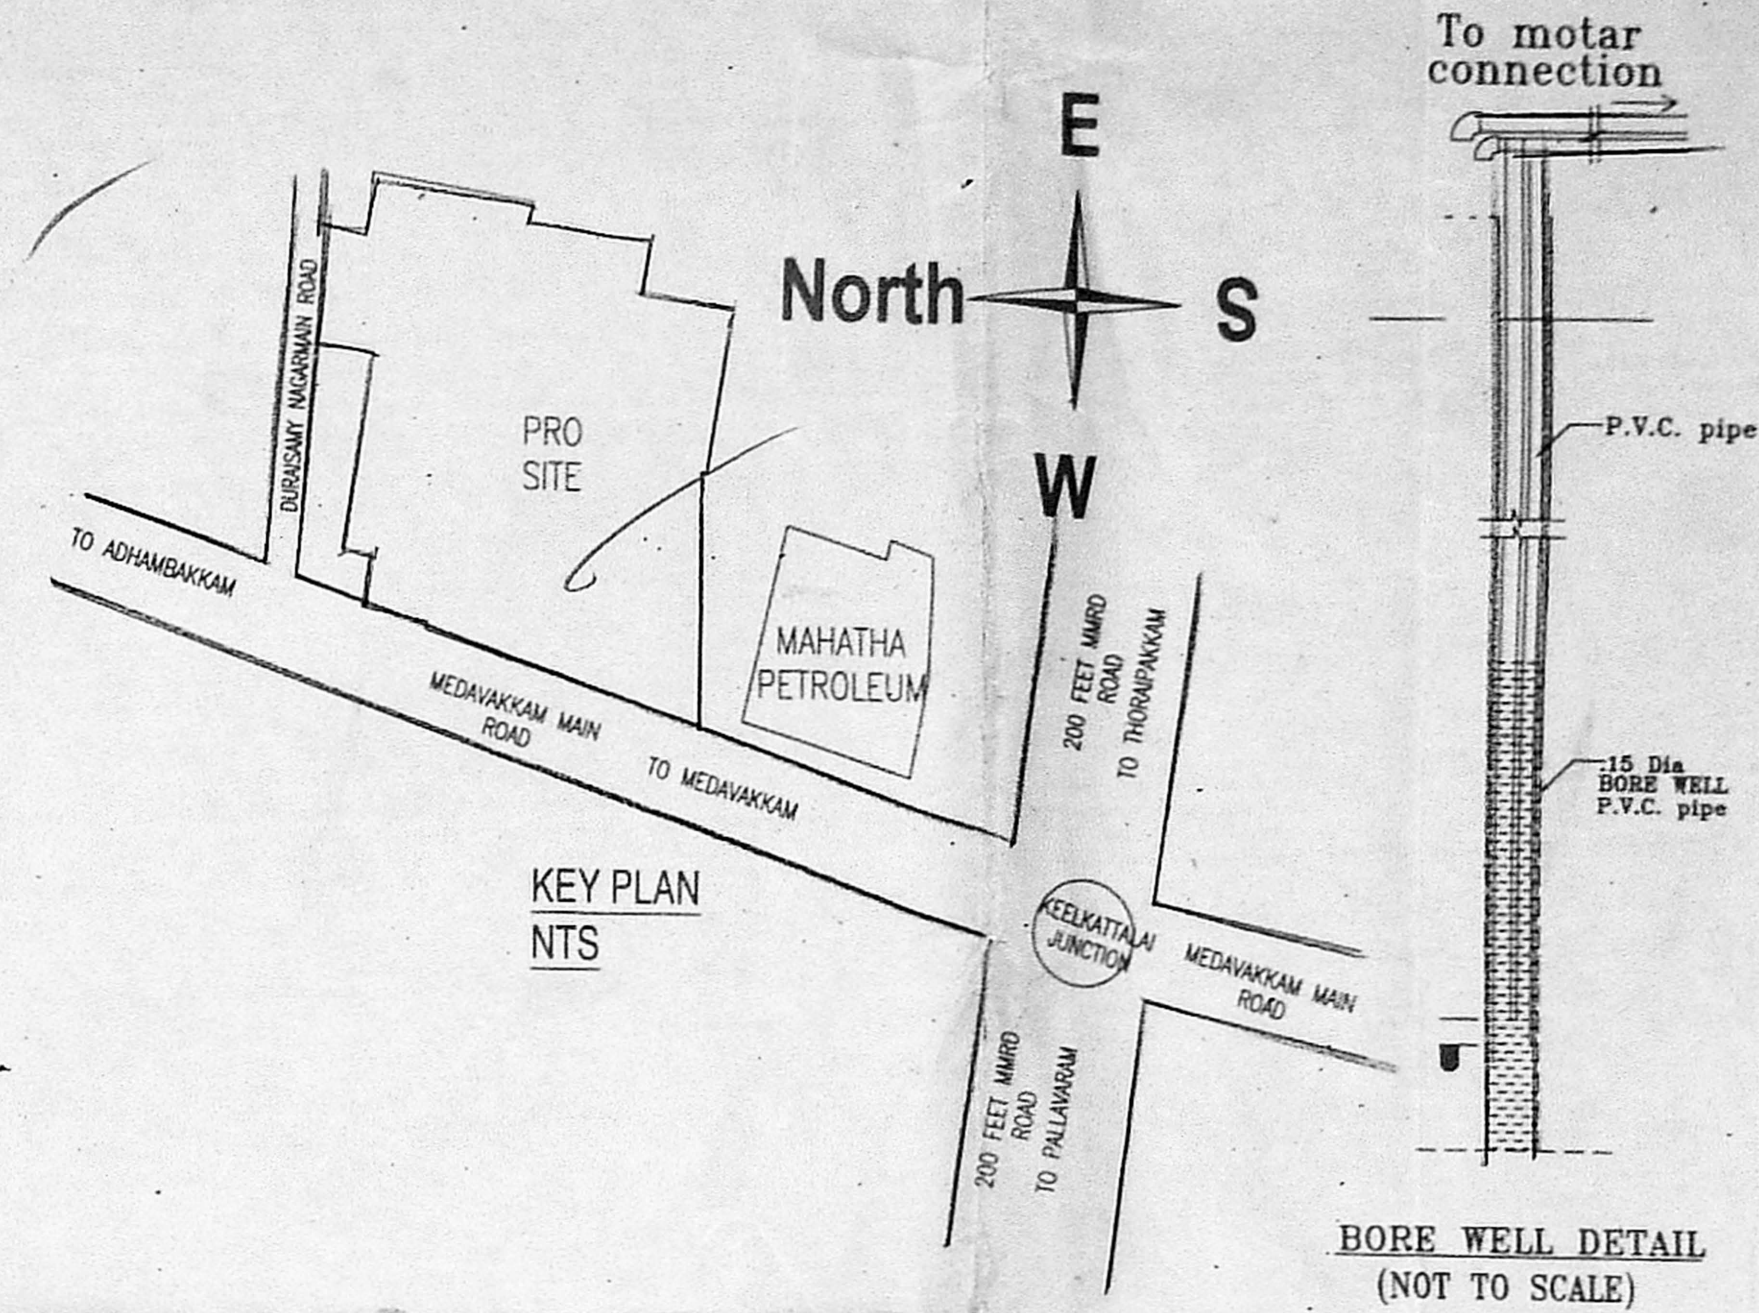 To motar
connection
E
North
S
W
DURAISAMY NAGARMAIN ROAD
PRO
SITE
P.V.C. pipe
TO ADHAMBAKKAM
MAHATHA
PETROLEUM
200 FEET MMRD
ROAD
TO THORAIPAKKAM
MEDAVAKKAM MAIN
ROAD
TO MEDAVAKKAM
.15 Dia
BORE WELL
P.V.C. pipe
KEY PLAN
NTS
KEELKATTALAI
JUNCTION
MEDAVAKKAM MAIN
ROAD
200 FEET MMRD
ROAD
TO PALLAVARAM
BORE WELL DETAIL
(NOT TO SCALE)